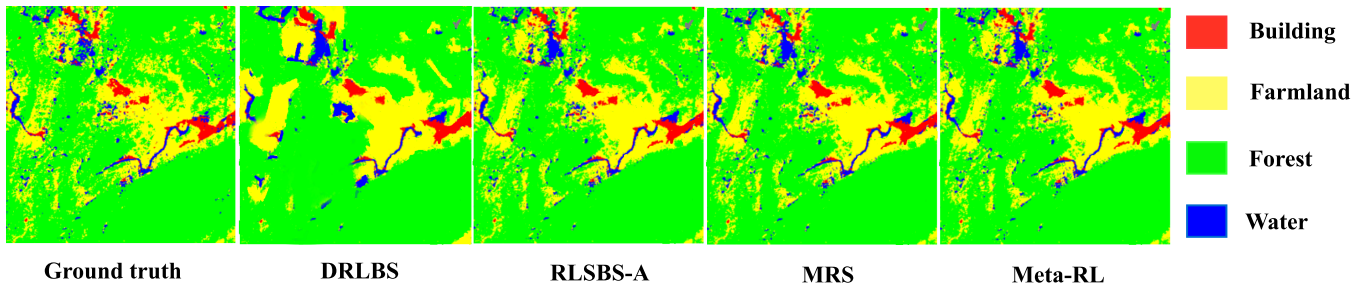 Building
Farmland
Forest
Water
Ground truth
DRLBS
RLSBS-A
MRS
Meta-RL